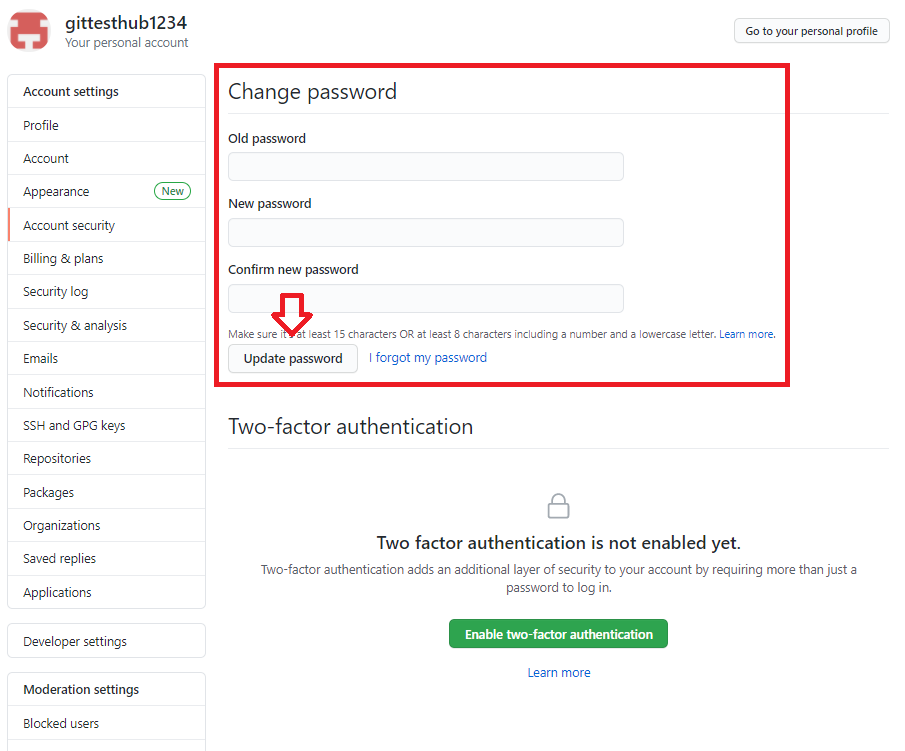 gittesthub1234
Your personal account
Go to your personal profile
Account settings
Profile
Account
Appearance New
Account security
Billing & plans
Security log
Security & analysis
Emails
Notifications
SSH and GPG keys
Repositories
Packages
Organizations
Saved replies
Applications
Developer settings
Moderation settings
Blocked users
Change password
Old password
New password
Confirm new password
Make sure it's at least 15 characters OR at least 8 characters including a number and a lowercase letter. Learn more.
Update password I forgot my password
Two-factor authentication
Two factor authentication is not enabled yet.
Two-factor authentication adds an additional layer of security to your account by requiring more than just a
password to log in.
Enable two-factor authentication
Learn more